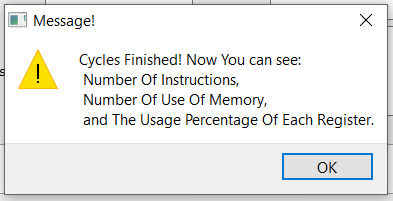 Message!
Cycles Finished! Now You can see:
Number Of Instructions,
Number Of Use Of Memory,
and The Usage Percentage Of Each Register.
OK